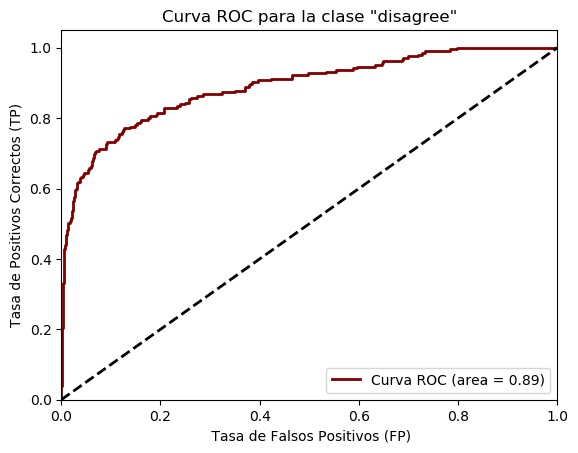 Curva ROC para la clase "disagree"
Tasa de Positivos Correctos (TP)
1.0
0.8
0.6
0.4
0.2
0.0
Curva ROC (area = 0.89)
0.0 0.2 0.4 0.6 0.8 1.0
Tasa de Falsos Positivos (FP)